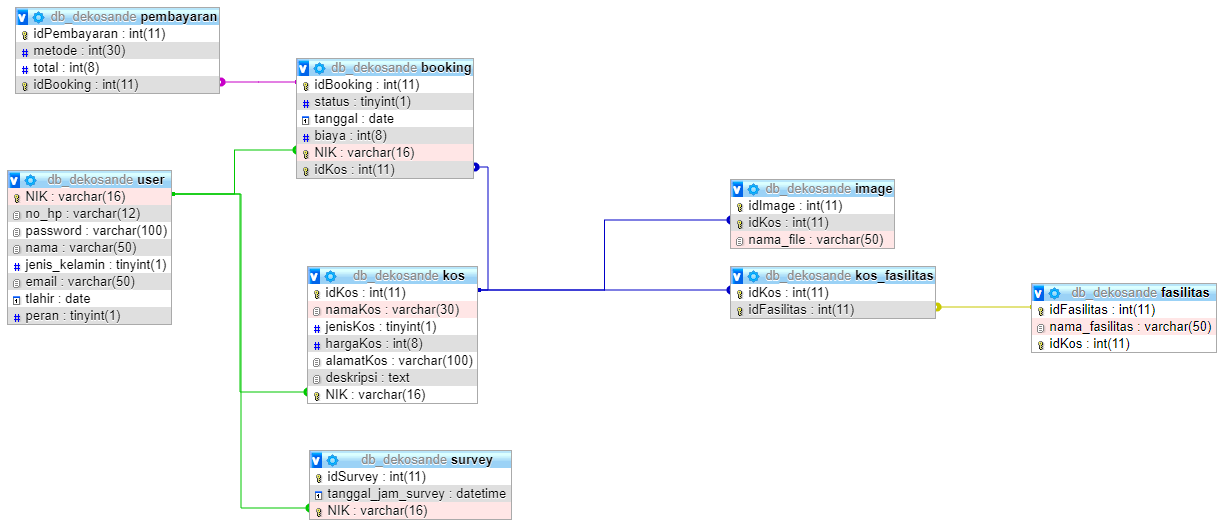 db_dekosande pembayaran
idPembayaran : int(11)
metode : int(30)
total : int(8)
idBooking : int(11)
db_dekosande booking
idBooking : int(11)
status : tinyint(1)
tanggal : date
biaya : int(8)
NIK : varchar(16)
idKos : int(11)
db_dekosande user
NIK : varchar(16)
no_hp : varchar(12)
password : varchar(100)
nama : varchar(50)
jenis_kelamin : tinyint(1)
email : varchar(50)
tlahir : date
peran : tinyint(1)
db_dekosande image
idImage : int(11)
idKos : int(11)
nama_file : varchar(50)
db_dekosande kos
idKos : int(11)
namaKos : varchar(30)
jenisKos : tinyint(1)
hargaKos : int(8)
alamatKos : varchar(100)
deskripsi : text
NIK : varchar(16)
db_dekosande kos_fasilitas
idKos : int(11)
idFasilitas : int(11)
db_dekosande fasilitas
idFasilitas : int(11)
nama_fasilitas : varchar(50)
idKos : int(11)
db_dekosande survey
idSurvey : int(11)
tanggal_jam_survey : datetime
NIK : varchar(16)